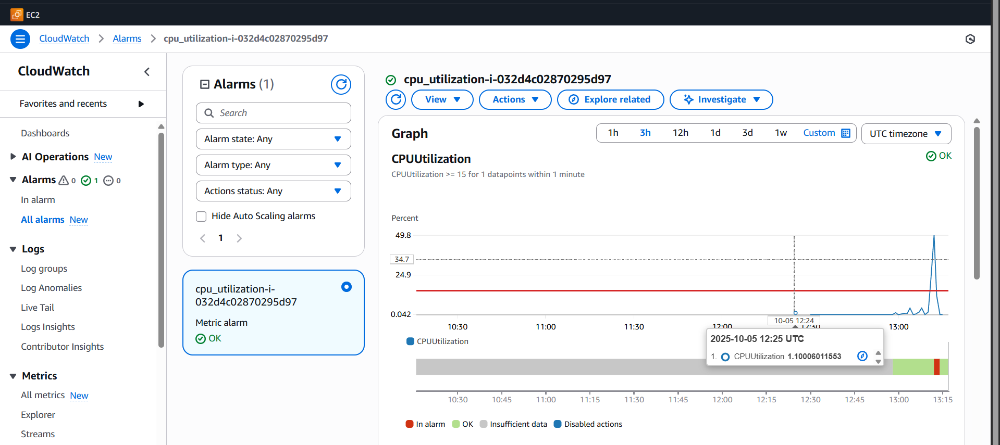 EC2
CloudWatch > Alarms > cpu_utilization-i-032d4c02870295d97
CloudWatch
Favorites and recents
Dashboards
AI Operations New
Alarms 0 1 0
In alarm
All alarms New
Logs
Log groups
Log Anomalies
Live Tail
Logs Insights
Contributor Insights
Metrics
All metrics New
Explorer
Streams
Alarms (1)
Search
Alarm state: Any
Alarm type: Any
Actions status: Any
Hide Auto Scaling alarms
1
cpu_utilization-i-
032d4c02870295d97
Metric alarm
OK
cpu_utilization-i-032d4c02870295d97
View Actions Explore related Investigate
Graph
1h 3h 12h 1d 3d 1w Custom UTC timezone
CPUUtilization
OK
CPUUtilization >= 15 for 1 datapoints within 1 minute
Percent
49.8
34.7
24.9
0.042
10-05 12:24
10:30 11:00 11:30 12:00 12:30 13:00
2025-10-05 12:25 UTC
CPUUtilization
1. CPUUtilization 1.10006011553
10:30 10:45 11:00 11:15 11:30 11:45 12:00 12:15 12:30 12:45 13:00 13:15
In alarm OK Insufficient data Disabled actions